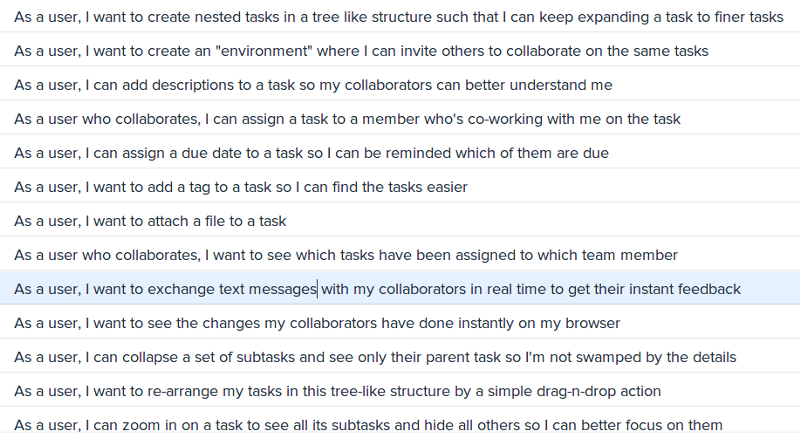 As a user, I want to create nested tasks in a tree like structure such that I can keep expanding a task to finer tasks
As a user, I want to create an "environment" where I can invite others to collaborate on the same tasks
As a user, I can add descriptions to a task so my collaborators can better understand me
As a user who collaborates, I can assign a task to a member who's co-working with me on the task
As a user, I can assign a due date to a task so I can be reminded which of them are due
As a user, I want to add a tag to a task so I can find the tasks easier
As a user, I want to attach a file to a task
As a user who collaborates, I want to see which tasks have been assigned to which team member
As a user, I want to exchange text messages with my collaborators in real time to get their instant feedback
As a user, I want to see the changes my collaborators have done instantly on my browser
As a user, I can collapse a set of subtasks and see only their parent task so I'm not swamped by the details
As a user, I want to re-arrange my tasks in this tree-like structure by a simple drag-n-drop action
As a user, I can zoom in on a task to see all its subtasks and hide all others so I can better focus on them